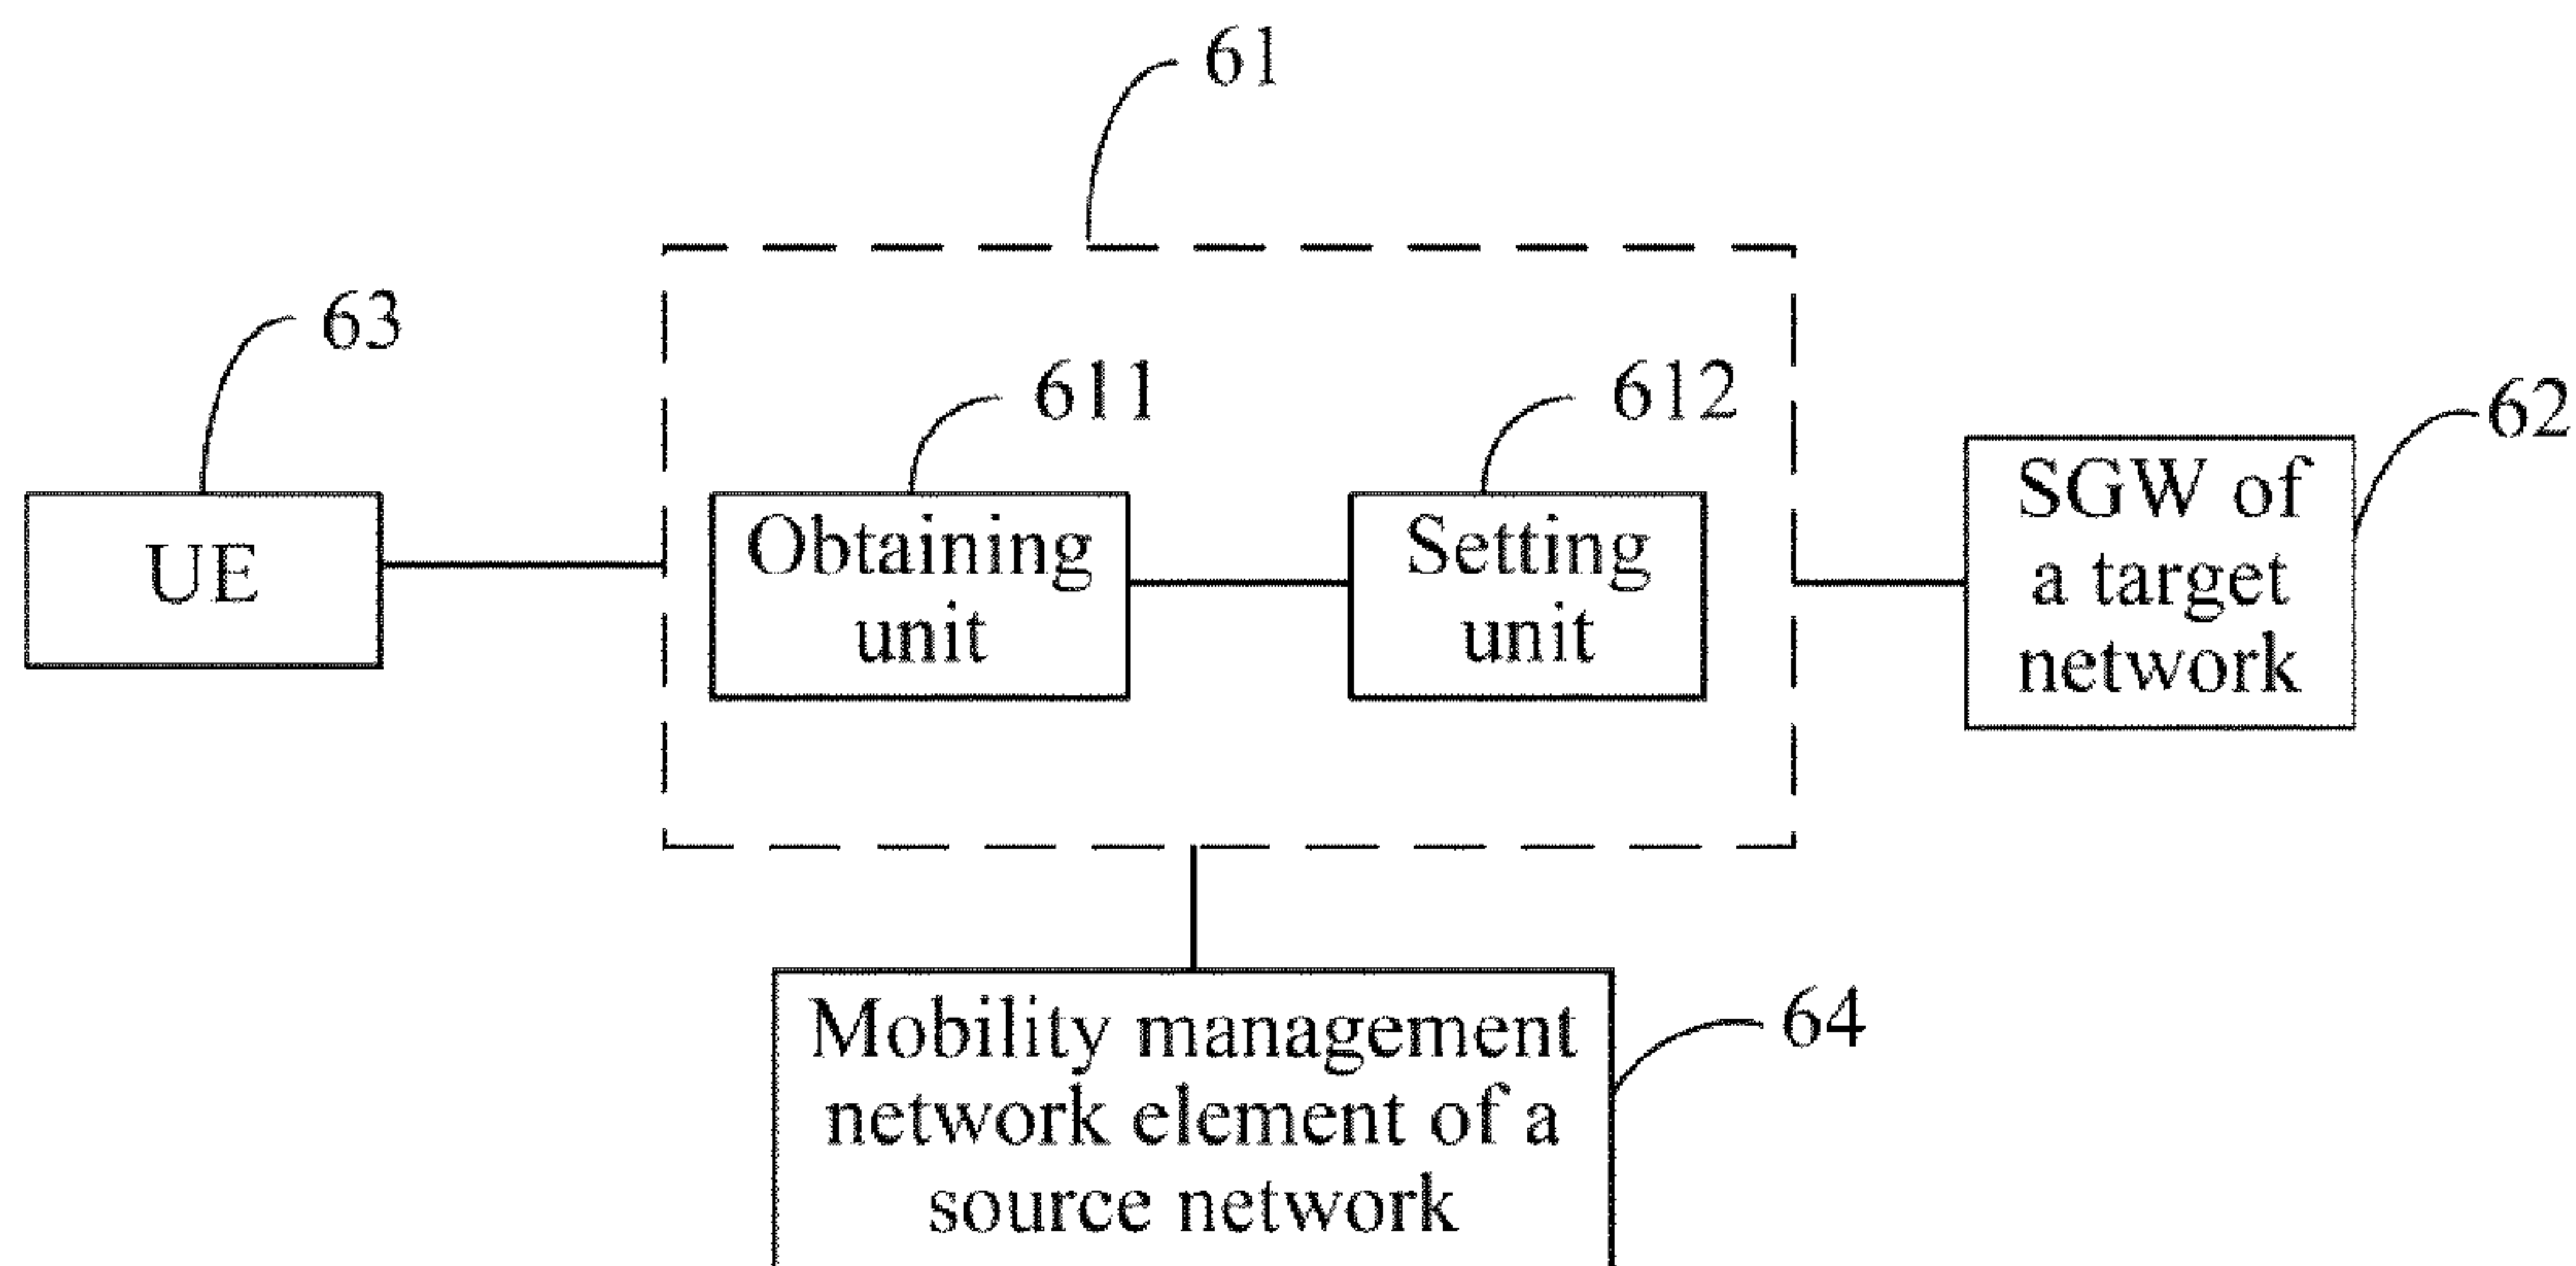 61
63
611
612
62
UE
Obtaining
unit
Setting
unit
SGW of
a target
network
Mobility management
network element of a
source network
64